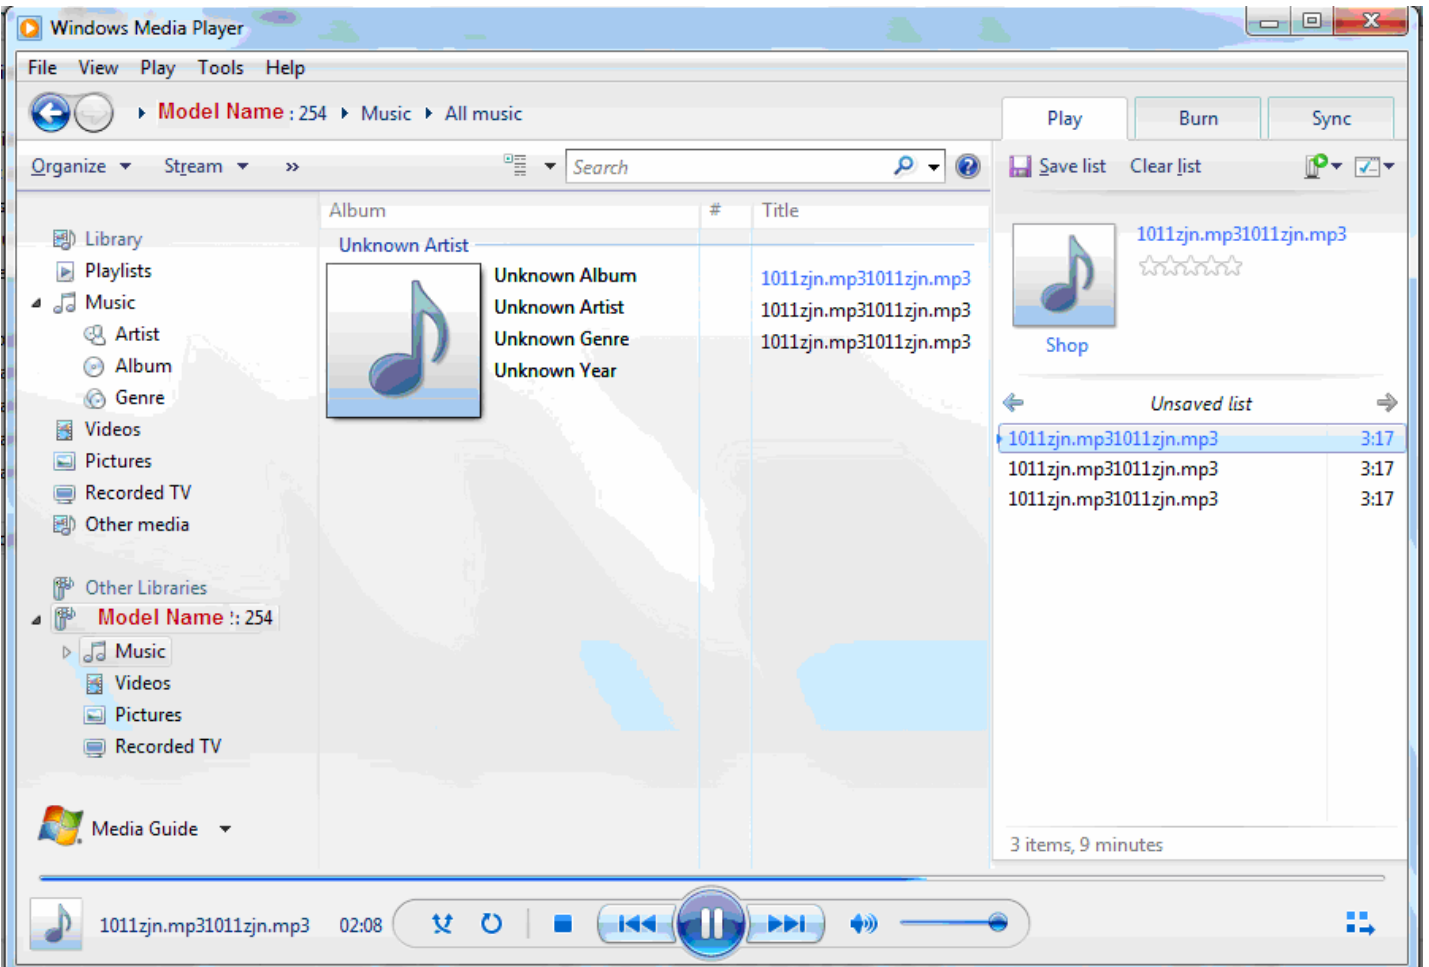 Windows Media Player
File View Play Tools Help
Model Name : 254 Music All music
Play Burn Sync
Organize Stream » Search
Save list Clear list
Album # Title
Unknown Artist
Unknown Album
Unknown Artist
Unknown Genre
Unknown Year
1011zjn.mp31011zjn.mp3
1011zjn.mp31011zjn.mp3
1011zjn.mp31011zjn.mp3
Library
Playlists
Music
Artist
Album
Genre
Videos
Pictures
Recorded TV
Other media
Other Libraries
Model Name : 254
Music
Videos
Pictures
Recorded TV
Media Guide
1011zjn.mp31011zjn.mp3
Shop
Unsaved list
1011zjn.mp31011zjn.mp3 3:17
1011zjn.mp31011zjn.mp3 3:17
1011zjn.mp31011zjn.mp3 3:17
3 items, 9 minutes
1011zjn.mp31011zjn.mp3 02:08